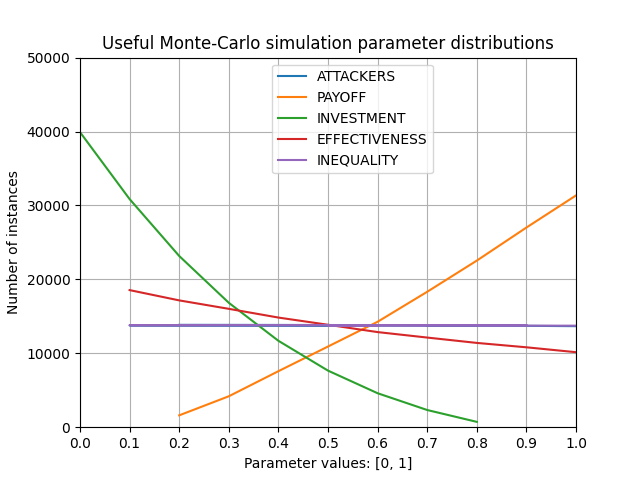 Useful Monte-Carlo simulation parameter distributions
50000
40000
30000
20000
10000
0
Number of instances
ATTACKERS
PAYOFF
INVESTMENT
EFFECTIVENESS
INEQUALITY
0.0 0.1 0.2 0.3 0.4 0.5 0.6 0.7 0.8 0.9 1.0
Parameter values: [0, 1]